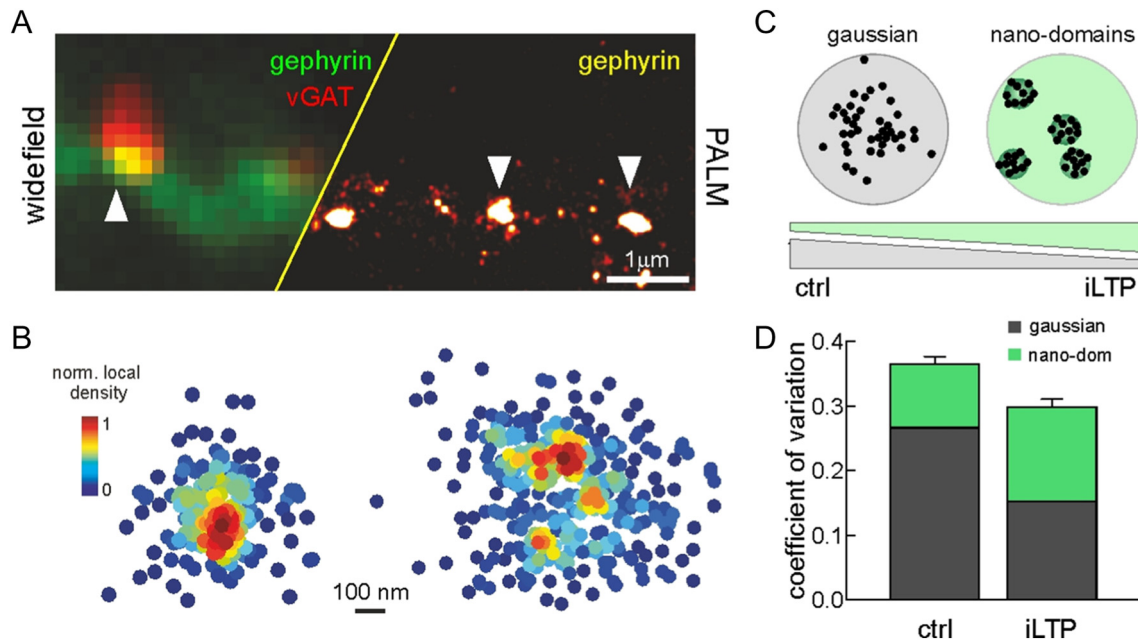 A
widefield
gephyrin
vGAT
gephyrin
PALM
1µm
B
norm. local
density
1
0
100 nm
C
gaussian
nano-domains
ctrl
iLTP
D
coefficient of variation
0.4
0.3
0.2
0.1
0.0
gaussian
nano-dom
ctrl
iLTP